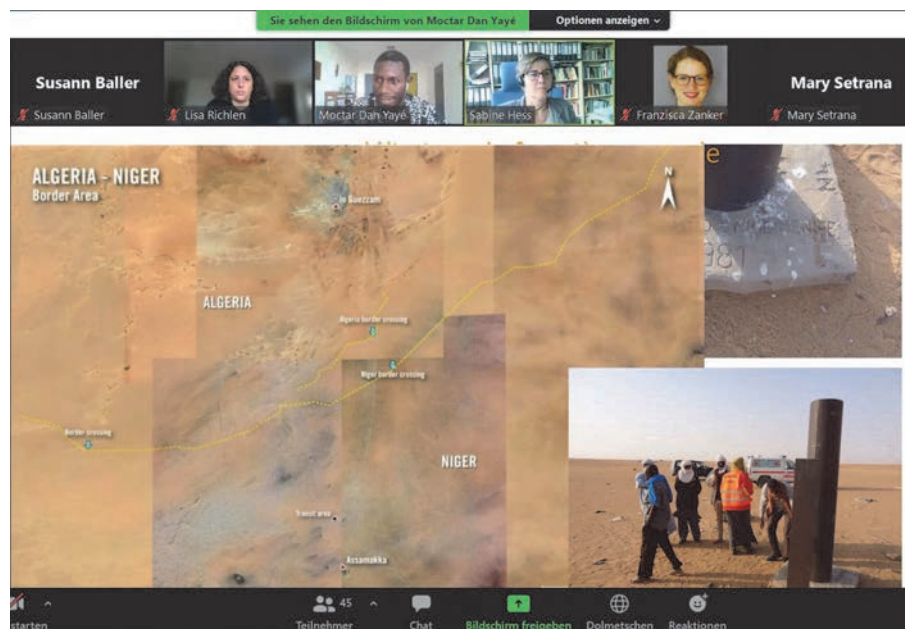 Sie sehen den Bildschirm von Moctar Dan Yayé
Optionen anzeigen
Susann Baller
Mary Setrana
Susann Baller
Lisa Richlen
Moctar Dan Yayé
Sabine Hess
Franzisca Zanker
Mary Setrana
ALGERIA - NIGER
Border Area
N
In Guezzam
ALGERIA
Algeria border crossing
Niger border crossing
Border crossing
NIGER
Transit area
Assamakka
starten
45
Teilnehmer
Chat
Bildschirm freigeben
Dolmetschen
Reaktionen